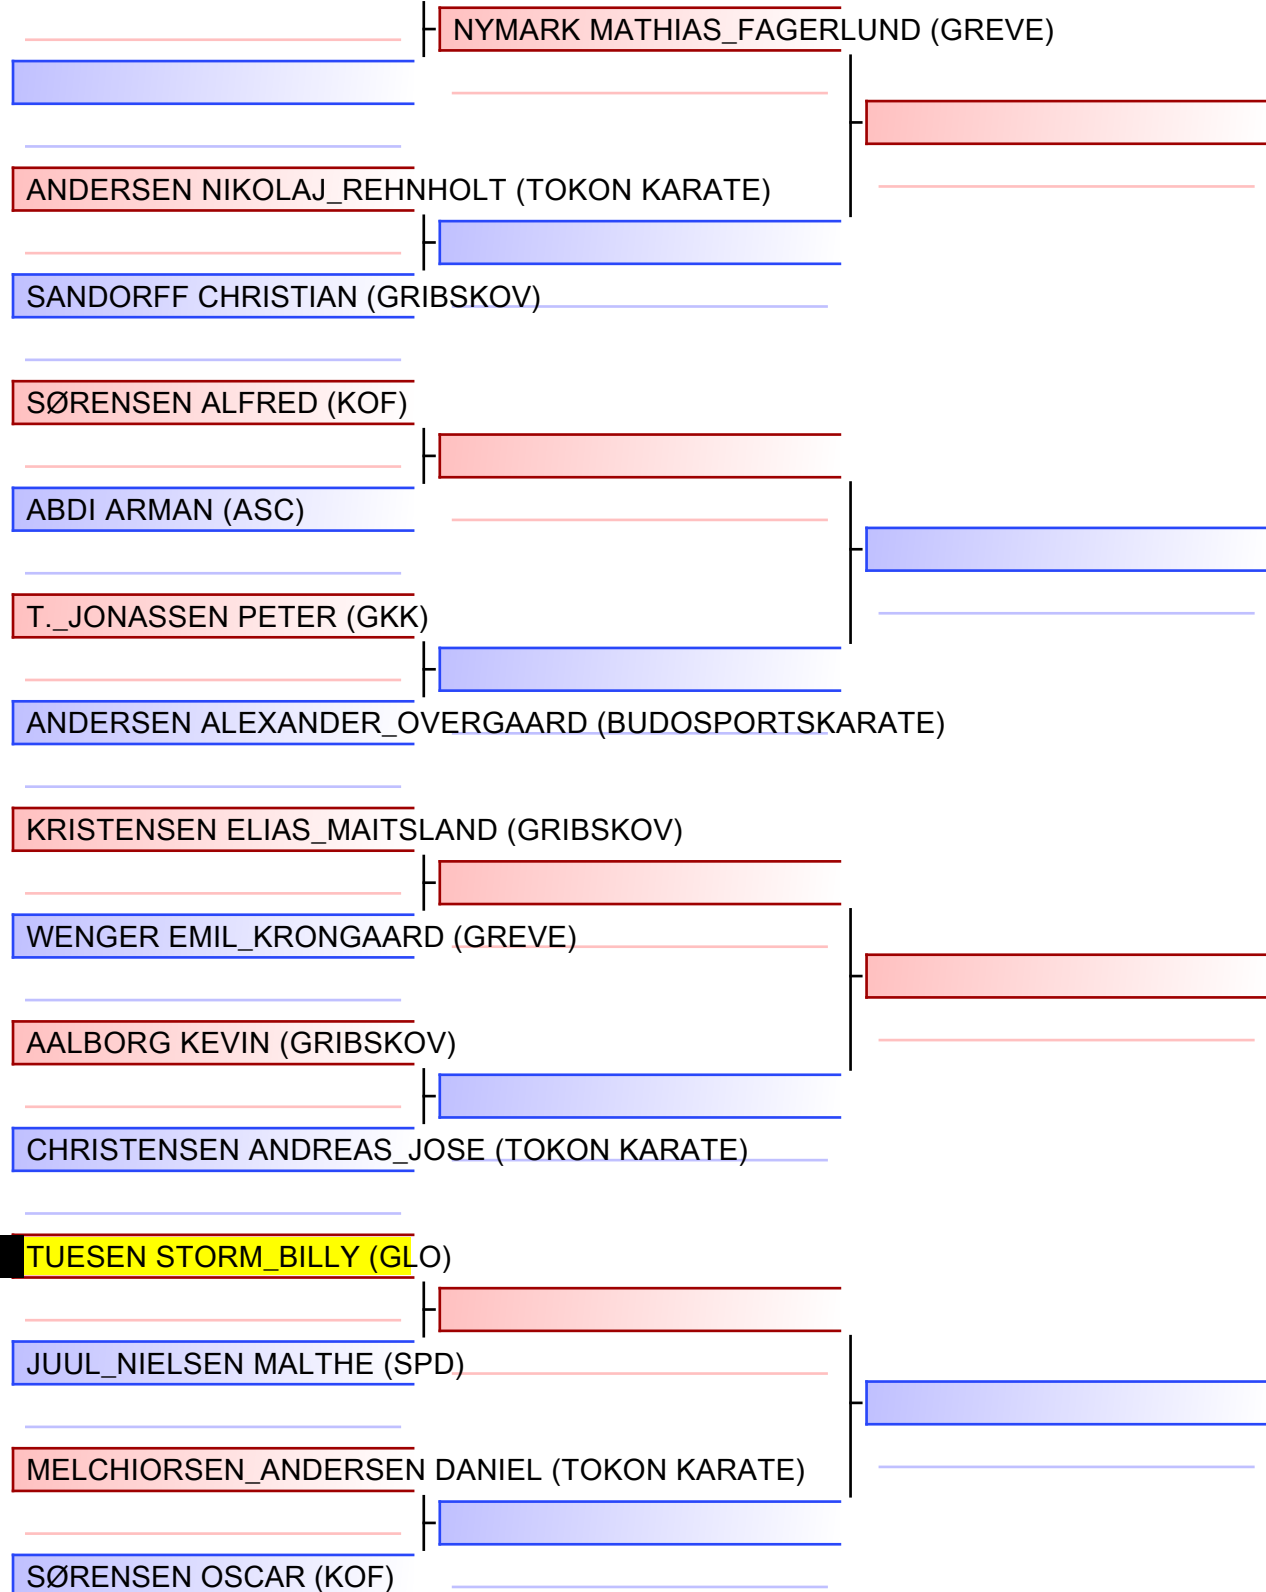 NYMARK MATHIAS_FAGERLUND (GREVE)
ANDERSEN NIKOLAJ_REHNHOLT (TOKON KARATE)
SANDORFF CHRISTIAN (GRIBSKOV)
SØRENSEN ALFRED (KOF)
ABDI ARMAN (ASC)
T._JONASSEN PETER (GKK)
ANDERSEN ALEXANDER_OVERGAARD (BUDOSPORTSKARATE)
KRISTENSEN ELIAS_MAITSLAND (GRIBSKOV)
WENGER EMIL_KRONGAARD (GREVE)
AALBORG KEVIN (GRIBSKOV)
CHRISTENSEN ANDREAS_JOSE (TOKON KARATE)
TUESEN STORM_BILLY (GLO)
JUUL_NIELSEN MALTHE (SPD)
MELCHIORSEN_ANDERSEN DANIEL (TOKON KARATE)
SØRENSEN OSCAR (KOF)